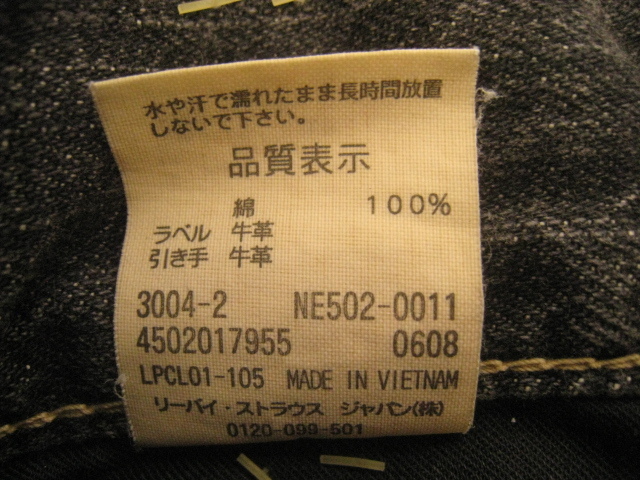 水や汗で濡れたまま長時間放置
しないで下さい。
品質表示
綿 100%
ラベル 牛革
引き手 牛革
3004-2 NE502-0011
4502017955 0608
LPCL01-105 MADE IN VIETNAM
リーバイ・ストラウス ジャパン(株)
0120-099-501